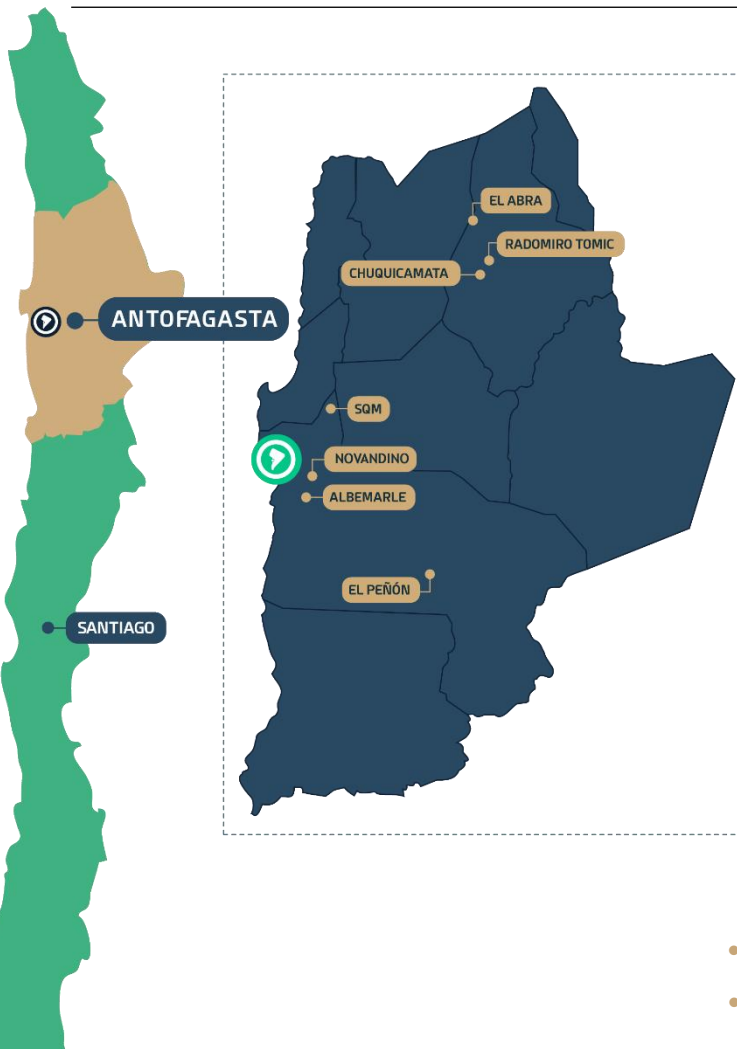 EL ABRA
RADOMIRO TOMIC
CHUQUICAMATA
ANTOFAGASTA
SQM
NOVANDINO
ALBEMARLE
EL PEÑÓN
SANTIAGO